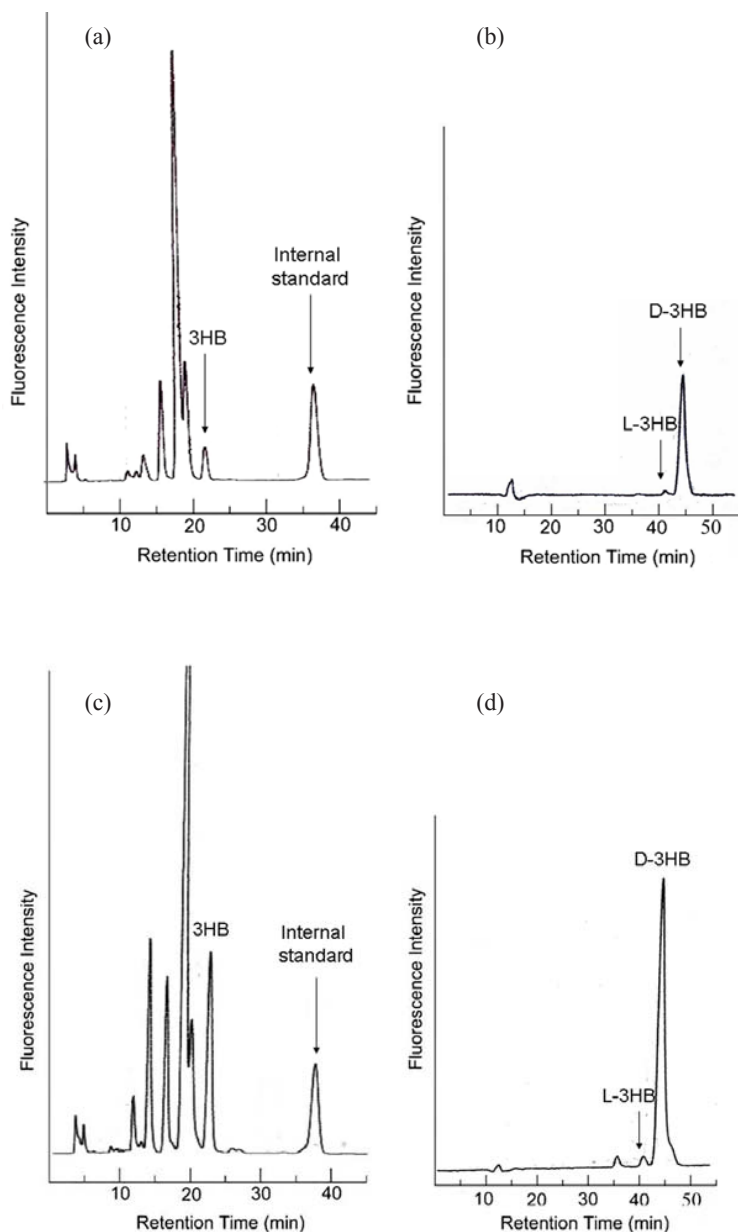 (a)
Fluorescence Intensity
3HB
Internal
standard
10 20 30 40
Retention Time (min)
(b)
Fluorescence Intensity
D-3HB
L-3HB
10 20 30 40 50
Retention Time (min)
(c)
Fluorescence Intensity
3HB
Internal
standard
10 20 30 40
Retention Time (min)
(d)
Fluorescence Intensity
D-3HB
L-3HB
10 20 30 40 50
Retention Time (min)